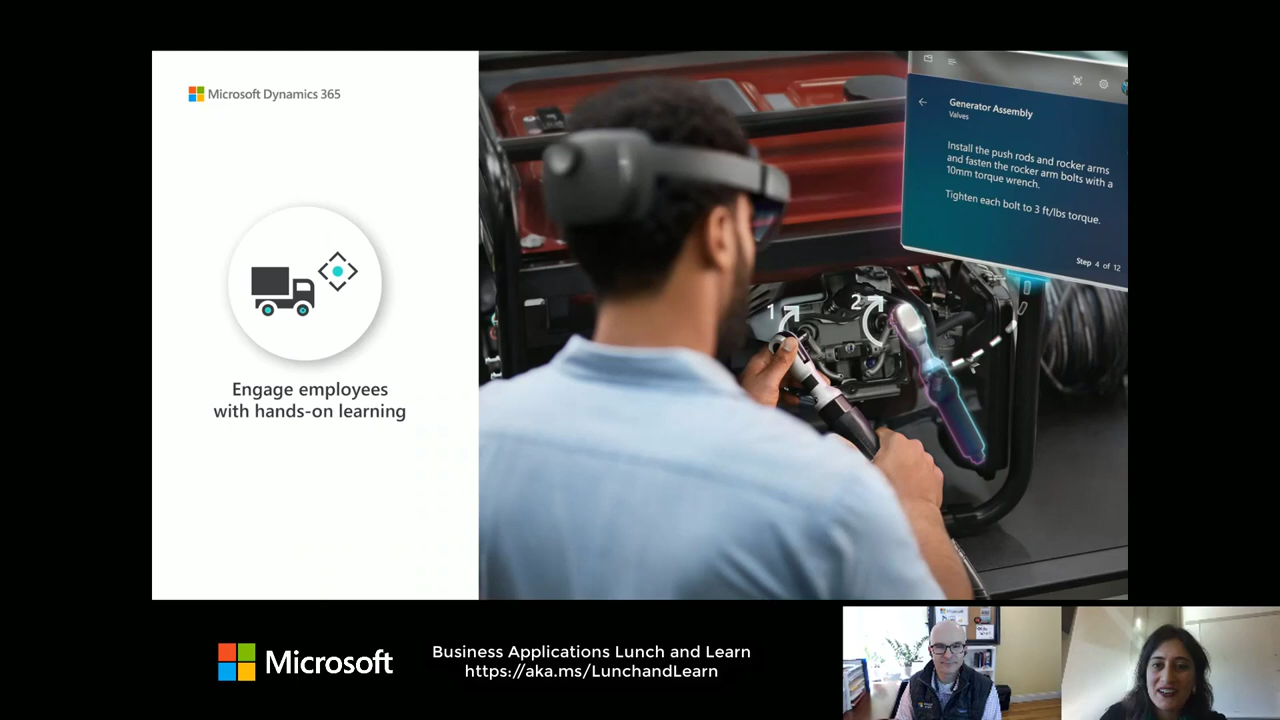 Microsoft Dynamics 365
Engage employees
with hands-on learning
Generator Assembly
Valves
Install the push rods and rocker arms
and fasten the rocker arm bolts with a
10mm torque wrench.
Tighten each bolt to 3 ft/lbs torque.
Step 4 of 12
1
2
Microsoft
Business Applications Lunch and Learn
https://aka.ms/LunchandLearn